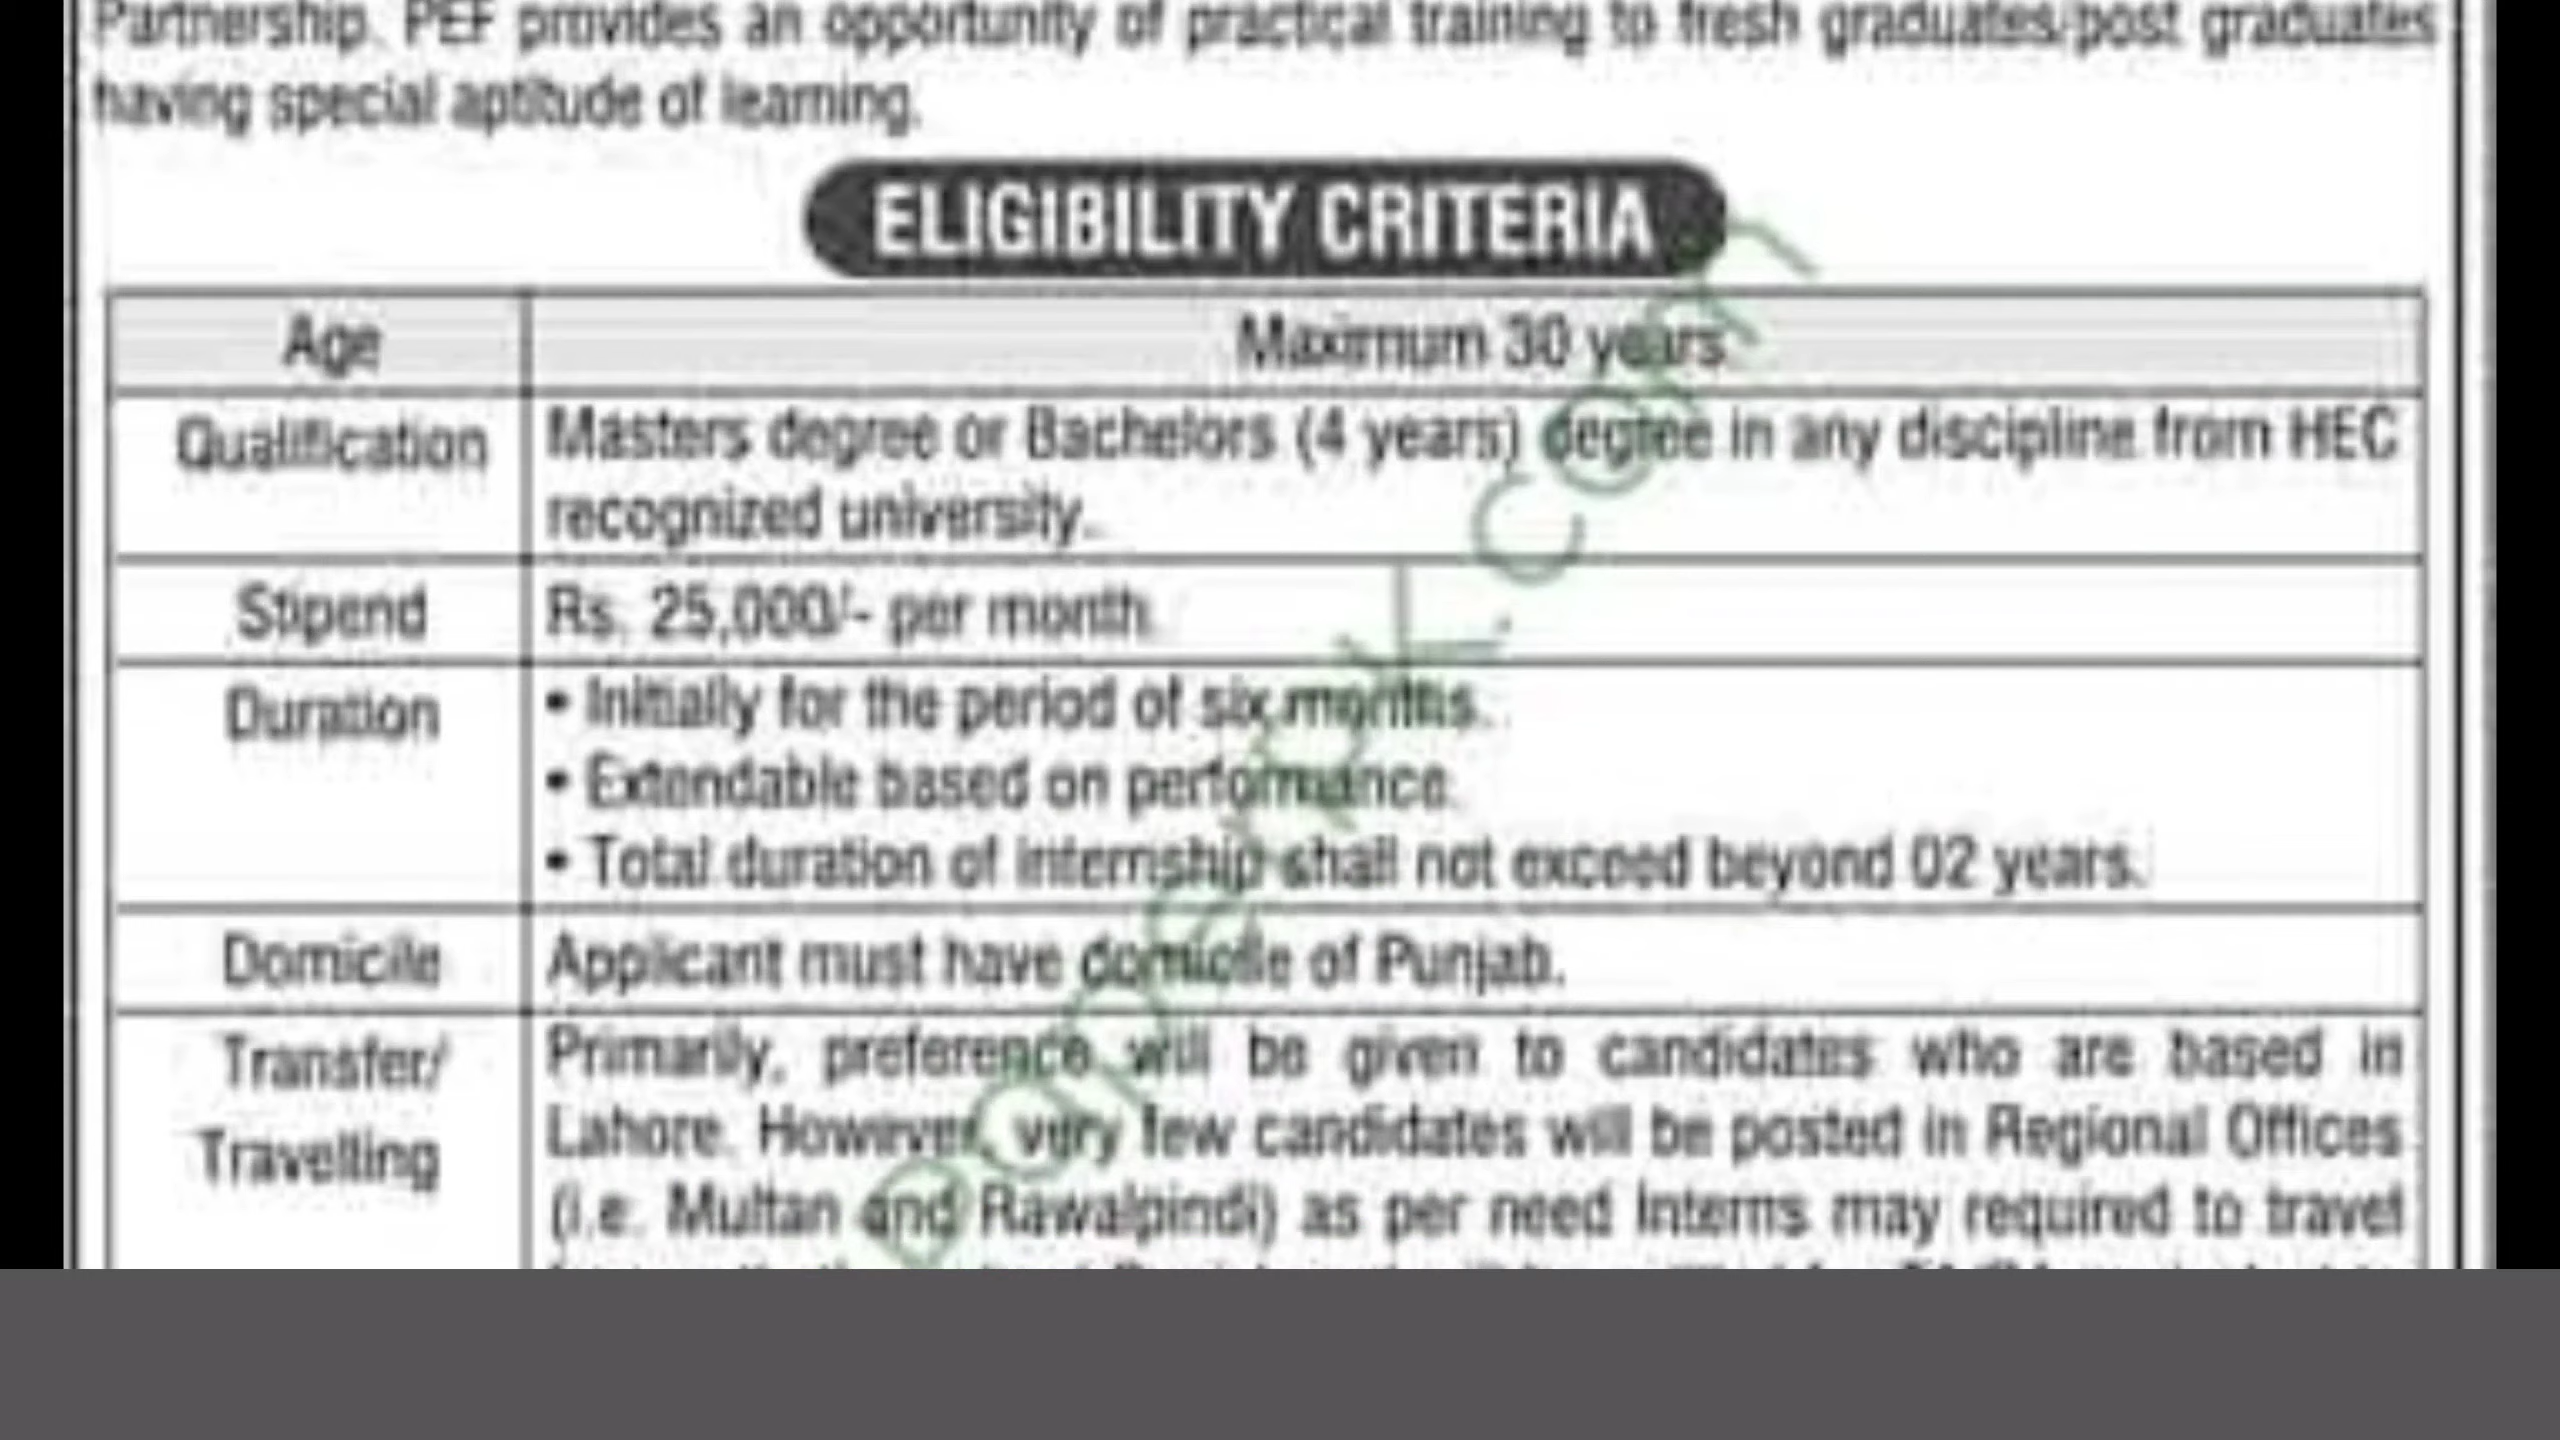 Partnership. PEF provides an opportunity of practical training to fresh graduates/post graduates
having special aptitude of learning.
ELIGIBILITY CRITERIA
Age
Maximum 30 years
Qualification
Masters degree or Bachelors (4 years) degree in any discipline from HEC
recognized university.
Stipend
Rs. 25,000/- per month
Duration
• Initially for the period of six months.
• Extendable based on performance.
• Total duration of internship shall not exceed beyond 02 years.
Domicile
Applicant must have domicile of Punjab.
Transfer/
Travelling
Primarily, preference will be given to candidates who are based in
Lahore. However, very few candidates will be posted in Regional Offices
(i.e. Multan and Rawalpindi) as per need Interns may required to travel